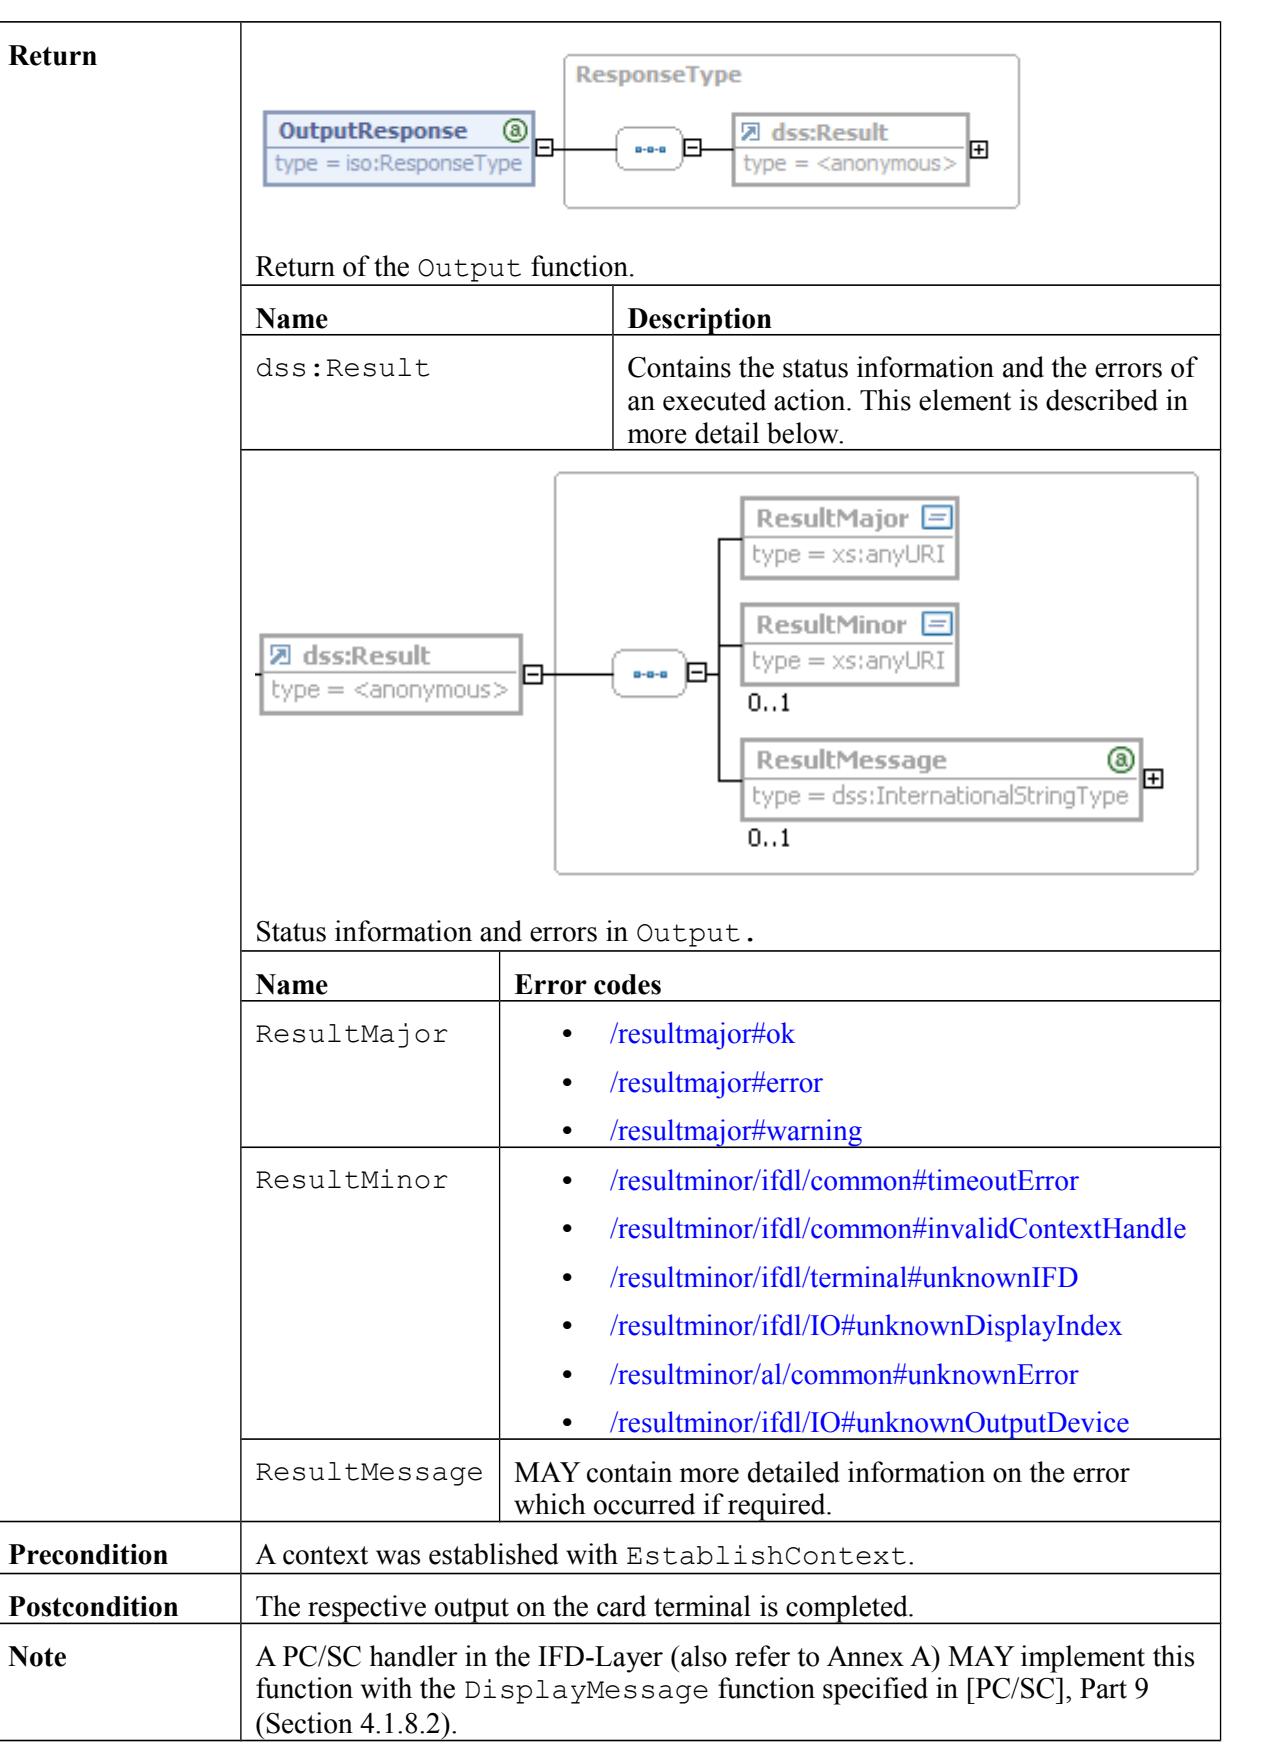 Return
ResponseType
OutputResponse
type = iso:ResponseType
dss:Result
type = <anonymous>
Return of the Output function.
Name Description
dss:Result Contains the status information and the errors of
an executed action. This element is described in
more detail below.
ResultMajor
type = xs:anyURI
ResultMinor
type = xs:anyURI
0..1
dss:Result
type = <anonymous>
ResultMessage
type = dss:InternationalStringType
0..1
Status information and errors in Output.
Name Error codes
ResultMajor • /resultmajor#ok
• /resultmajor#error
• /resultmajor#warning
ResultMinor • /resultminor/ifdl/common#timeoutError
• /resultminor/ifdl/common#invalidContextHandle
• /resultminor/ifdl/terminal#unknownIFD
• /resultminor/ifdl/IO#unknownDisplayIndex
• /resultminor/al/common#unknownError
• /resultminor/ifdl/IO#unknownOutputDevice
ResultMessage MAY contain more detailed information on the error
which occurred if required.
Precondition A context was established with EstablishContext.
Postcondition The respective output on the card terminal is completed.
Note A PC/SC handler in the IFD-Layer (also refer to Annex A) MAY implement this
function with the DisplayMessage function specified in [PC/SC], Part 9
(Section 4.1.8.2).